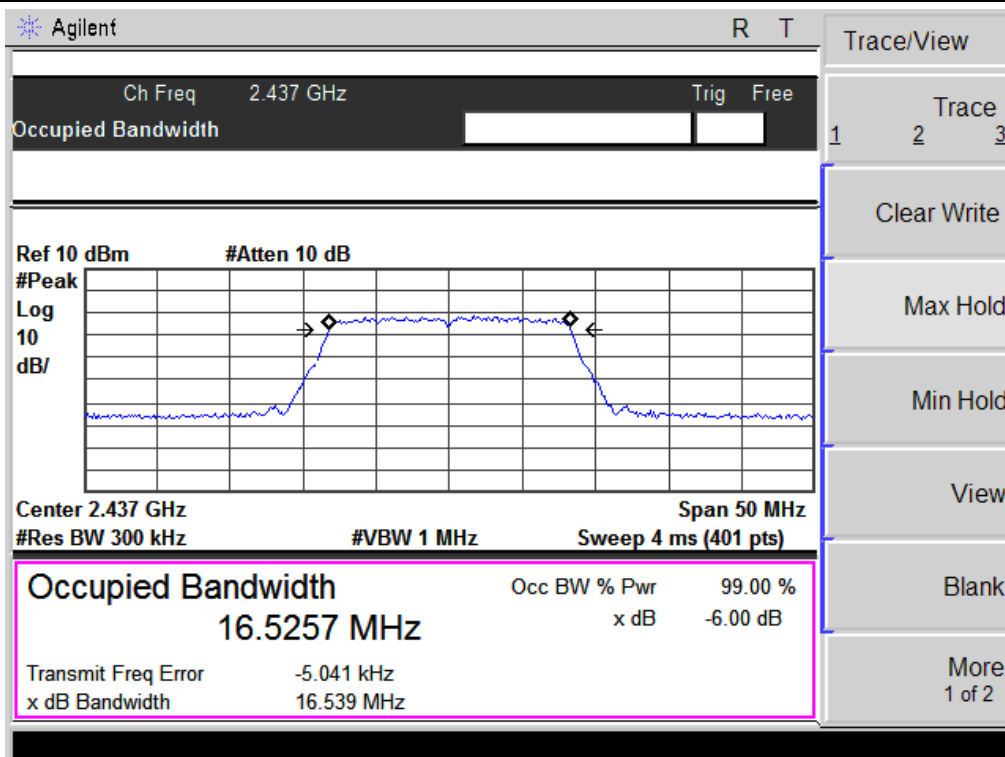 Agilent R T
Trace/View
Ch Freq 2.437 GHz Trig Free
Occupied Bandwidth
Trace
1 2 3
Clear Write
Max Hold
Min Hold
View
Blank
More
1 of 2
Ref 10 dBm #Atten 10 dB
#Peak
Log
10
dB/
Center 2.437 GHz Span 50 MHz
#Res BW 300 kHz #VBW 1 MHz Sweep 4 ms (401 pts)
Occupied Bandwidth Occ BW % Pwr 99.00 %
16.5257 MHz x dB -6.00 dB
Transmit Freq Error -5.041 kHz
x dB Bandwidth 16.539 MHz